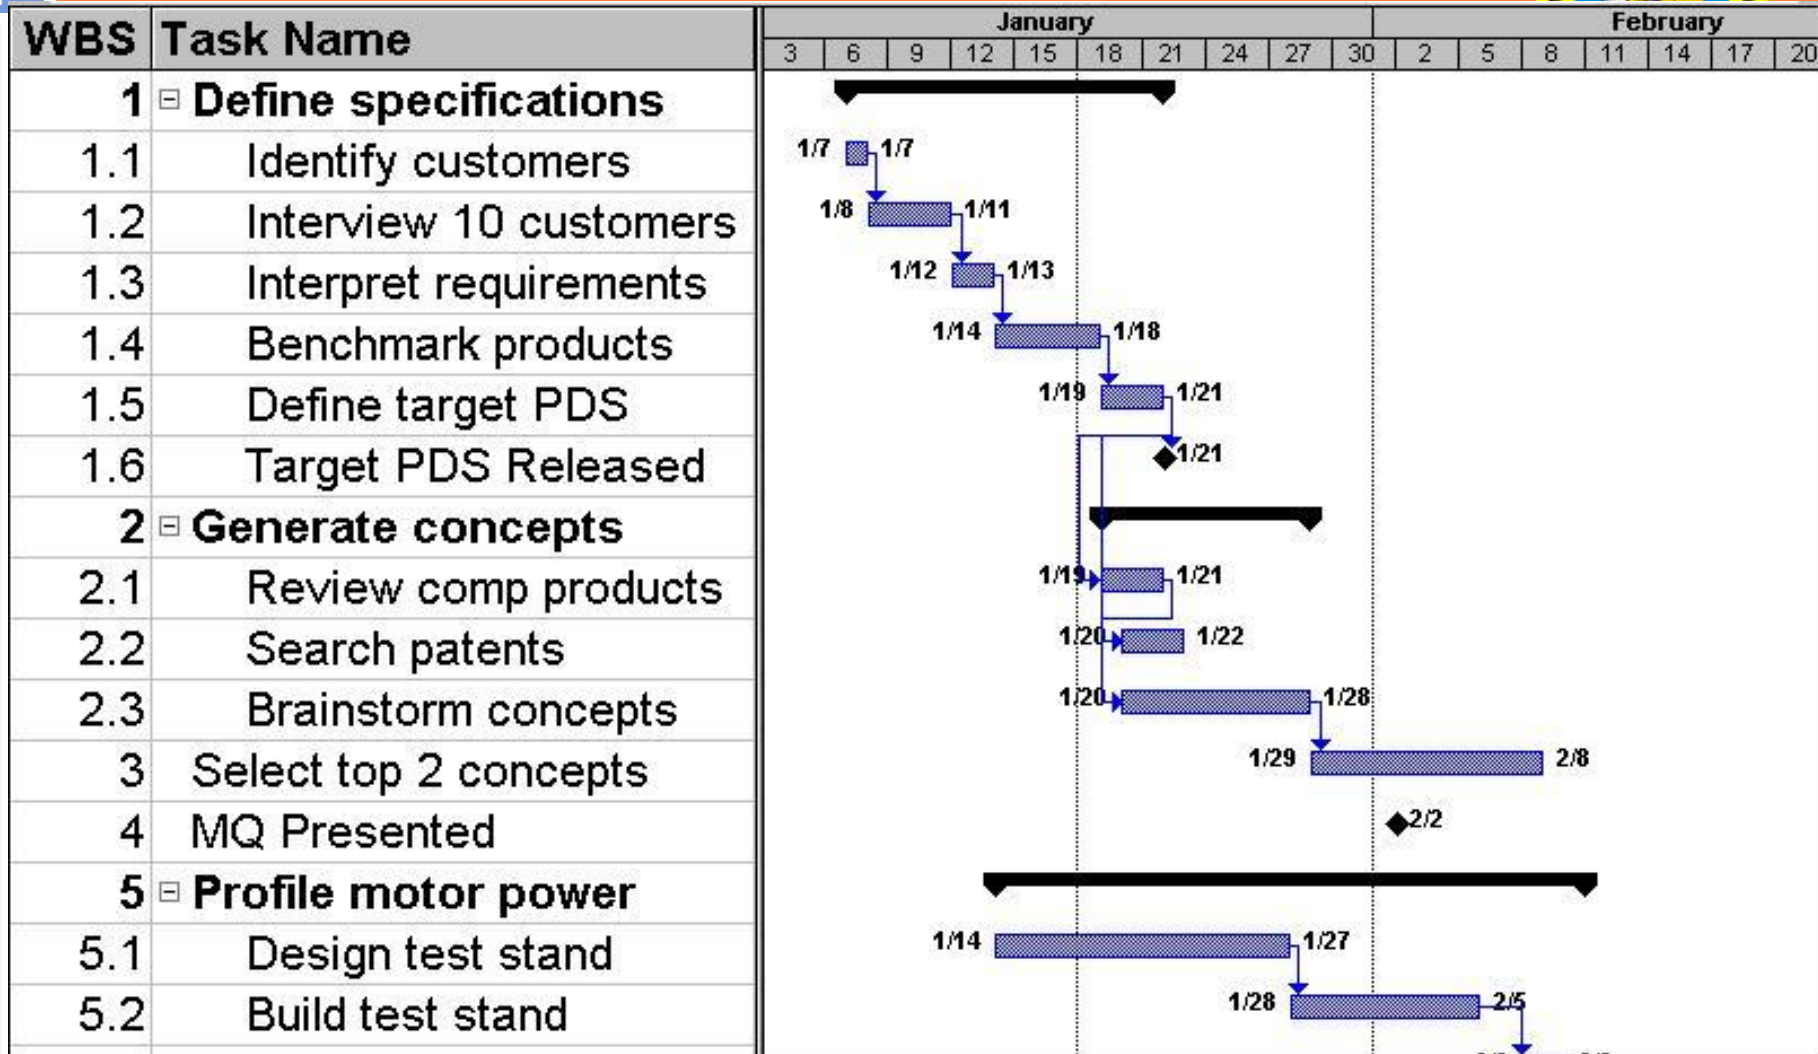 WBS Task Name January February
3 6 9 12 15 18 21 24 27 30 2 5 8 11 14 17 20
1 Define specifications
1.1 Identify customers 1/7 1/7
1.2 Interview 10 customers 1/8 1/11
1.3 Interpret requirements 1/12 1/13
1.4 Benchmark products 1/14 1/18
1.5 Define target PDS 1/19 1/21
1.6 Target PDS Released 1/21
2 Generate concepts
2.1 Review comp products 1/19 1/21
2.2 Search patents 1/20 1/22
2.3 Brainstorm concepts 1/20 1/28
3 Select top 2 concepts 1/29 2/8
4 MQ Presented 2/2
5 Profile motor power
5.1 Design test stand 1/14 1/27
5.2 Build test stand 1/28 2/5